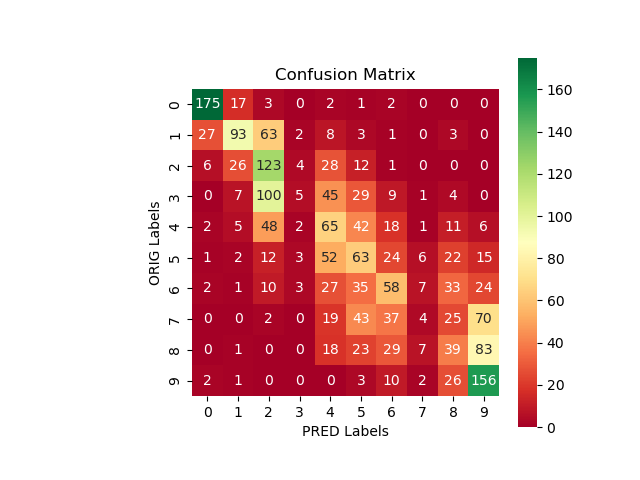 Confusion Matrix
0 175 17 3 0 2 1 2 0 0 0
1 27 93 63 2 8 3 1 0 3 0
2 6 26 123 4 28 12 1 0 0 0
3 0 7 100 5 45 29 9 1 4 0
4 2 5 48 2 65 42 18 1 11 6
5 1 2 12 3 52 63 24 6 22 15
6 2 1 10 3 27 35 58 7 33 24
7 0 0 2 0 19 43 37 4 25 70
8 0 1 0 0 18 23 29 7 39 83
9 2 1 0 0 0 3 10 2 26 156
0 1 2 3 4 5 6 7 8 9
ORIG Labels
PRED Labels
160
140
120
100
80
60
40
20
0